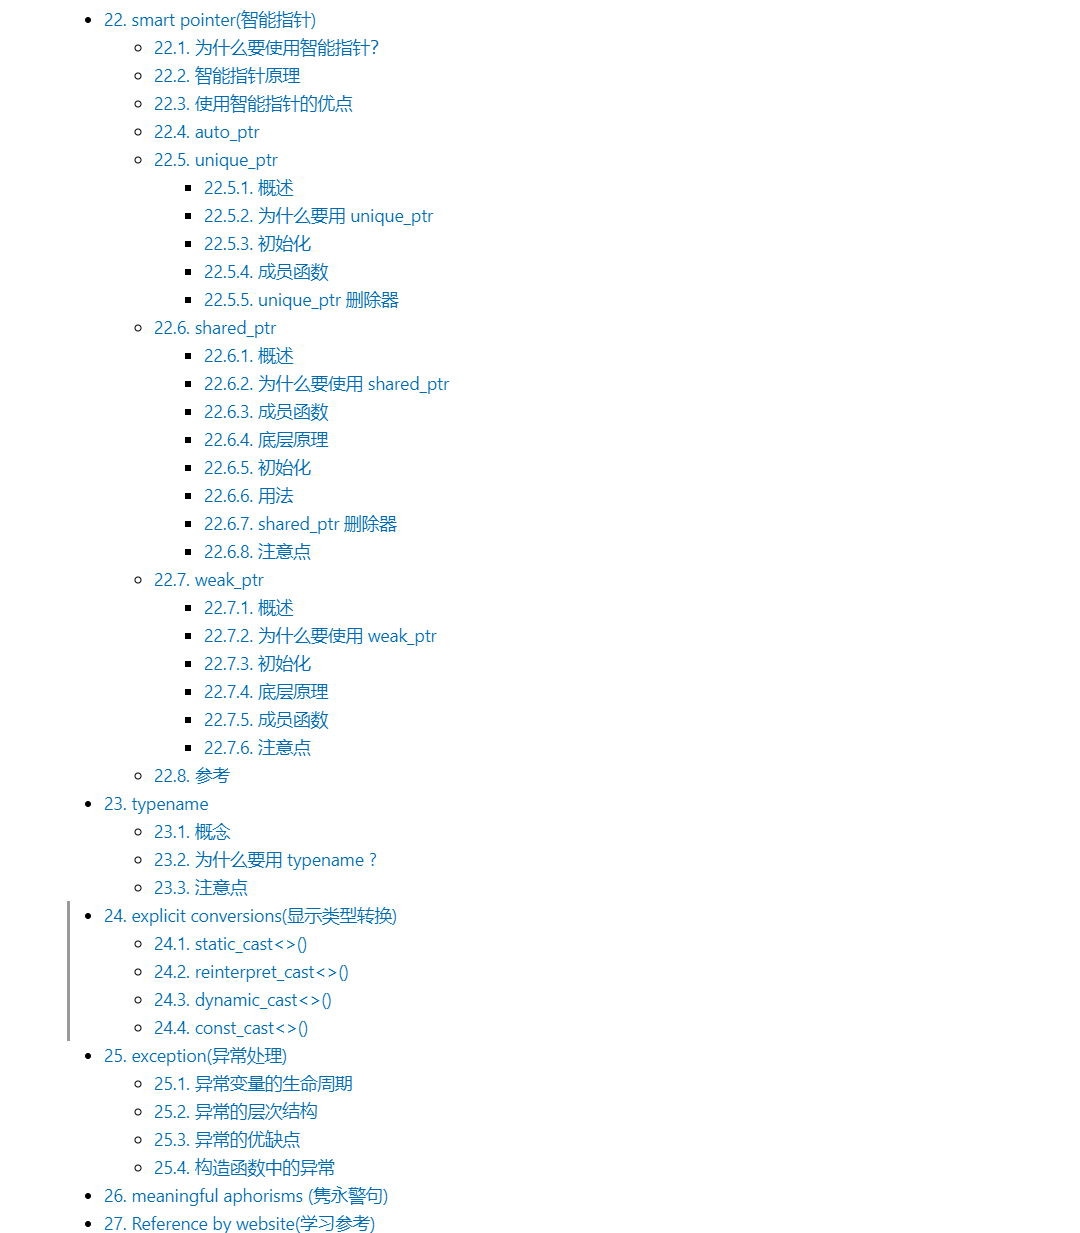 22. smart pointer(智能指针)
22.1. 为什么要使用智能指针？
22.2. 智能指针原理
22.3. 使用智能指针的优点
22.4. auto_ptr
22.5. unique_ptr
22.5.1. 概述
22.5.2. 为什么要用 unique_ptr
22.5.3. 初始化
22.5.4. 成员函数
22.5.5. unique_ptr 删除器
22.6. shared_ptr
22.6.1. 概述
22.6.2. 为什么要使用 shared_ptr
22.6.3. 成员函数
22.6.4. 底层原理
22.6.5. 初始化
22.6.6. 用法
22.6.7. shared_ptr 删除器
22.6.8. 注意点
22.7. weak_ptr
22.7.1. 概述
22.7.2. 为什么要使用 weak_ptr
22.7.3. 初始化
22.7.4. 底层原理
22.7.5. 成员函数
22.7.6. 注意点
22.8. 参考
23. typename
23.1. 概念
23.2. 为什么要用 typename ?
23.3. 注意点
24. explicit conversions(显示类型转换)
24.1. static_cast<>()
24.2. reinterpret_cast<>()
24.3. dynamic_cast<>()
24.4. const_cast<>()
25. exception(异常处理)
25.1. 异常变量的生命周期
25.2. 异常的层次结构
25.3. 异常的优缺点
25.4. 构造函数中的异常
26. meaningful aphorisms (隽永警句)
27. Reference by website(学习参考)